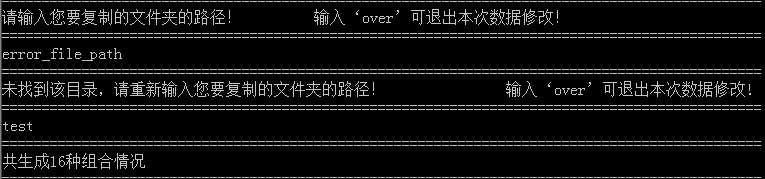 请输入您要复制的文件夹的路径! 输入‘over’可退出本次数据修改!
error_file_path
未找到该目录,请重新输入您要复制的文件夹的路径! 输入‘over’可退出本次数据修改!
test
共生成16种组合情况